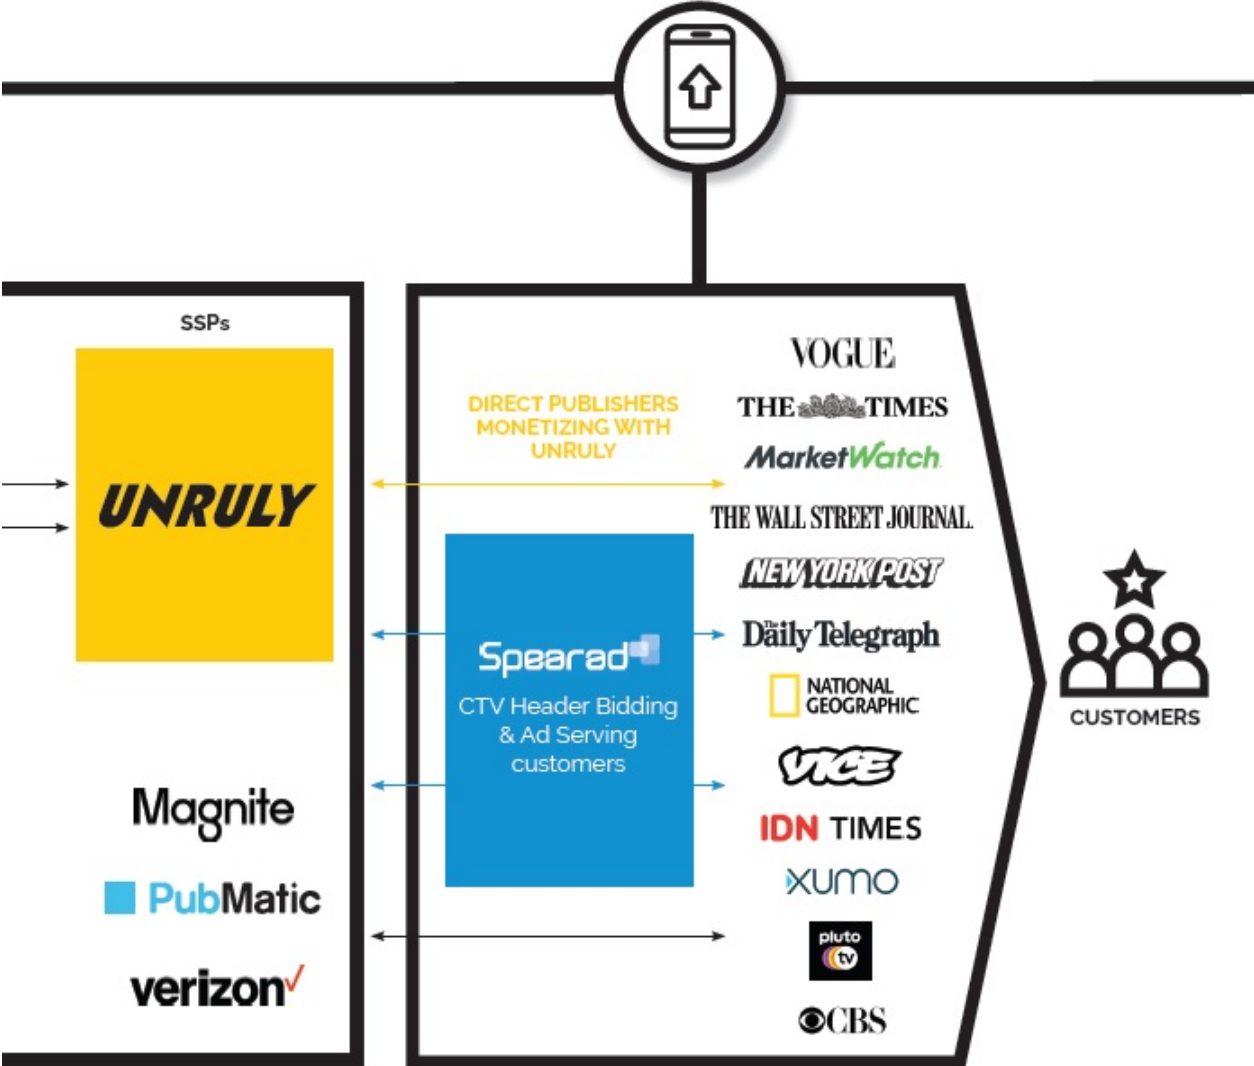 SSPs
UNRULY
Magnite
PubMatic
verizon
DIRECT PUBLISHERS
MONETIZING WITH
UNRULY
Spearad
CTV Header Bidding
& Ad Serving
customers
VOGUE
THE TIMES
MarketWatch
THE WALL STREET JOURNAL.
NEW YORK POST
The Daily Telegraph
NATIONAL
GEOGRAPHIC
VICE
IDN TIMES
XUMO
pluto
tv
CBS
CUSTOMERS